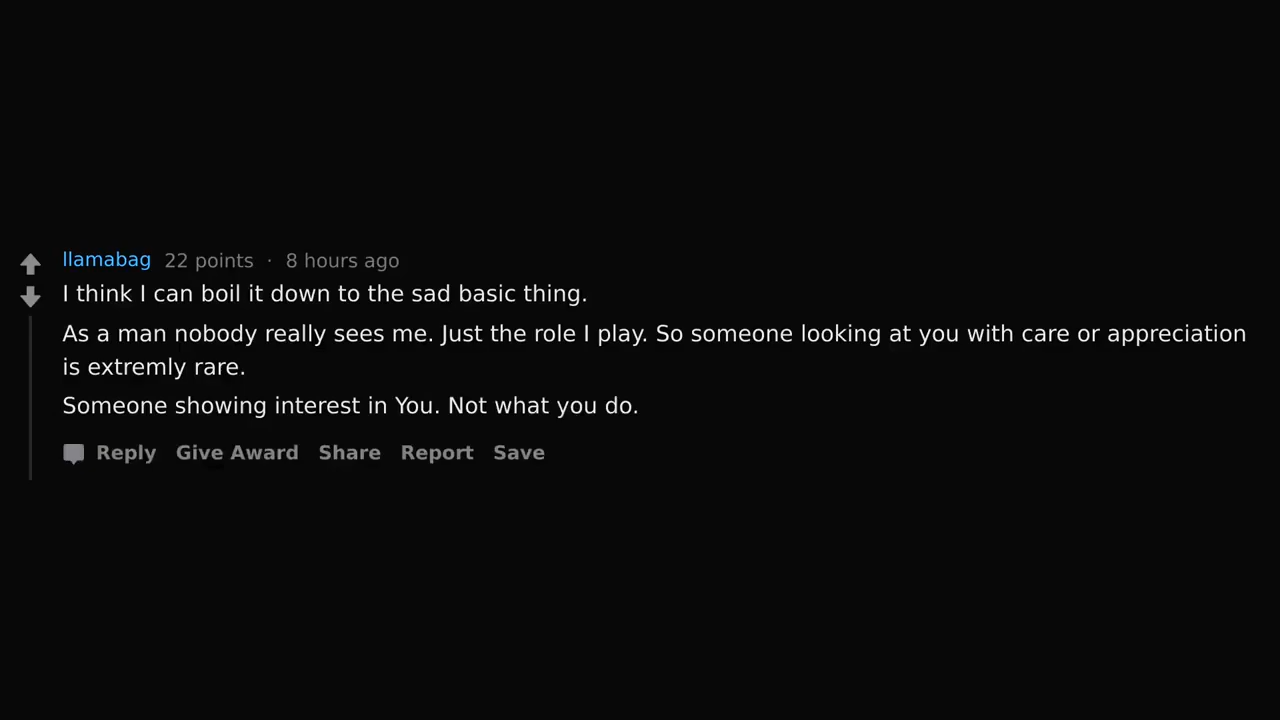 llamabag 22 points · 8 hours ago
I think I can boil it down to the sad basic thing.
As a man nobody really sees me. Just the role I play. So someone looking at you with care or appreciation
is extremly rare.
Someone showing interest in You. Not what you do.
Reply Give Award Share Report Save